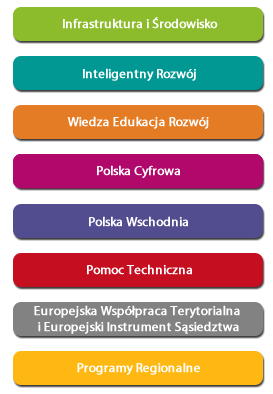 Infrastruktura i Środowisko
Inteligentny Rozwój
Wiedza Edukacja Rozwój
Polska Cyfrowa
Polska Wschodnia
Pomoc Techniczna
Europejska Współpraca Terytorialna
i Europejski Instrument Sąsiedztwa
Programy Regionalne